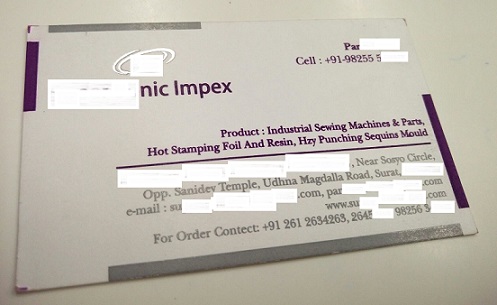 Par
Cell : +91-98255 5
nic Impex
Product : Industrial Sewing Machines & Parts,
Hot Stamping Foil And Resin, Hzy Punching Sequins Mould
, Near Sosyo Circle,
Opp. Sanidev Temple, Udhna Magdalla Road, Surat,
e-mail : su .com, par .com
www.su .com
For Order Contect: +91 261 2634263, 2645 98256 3